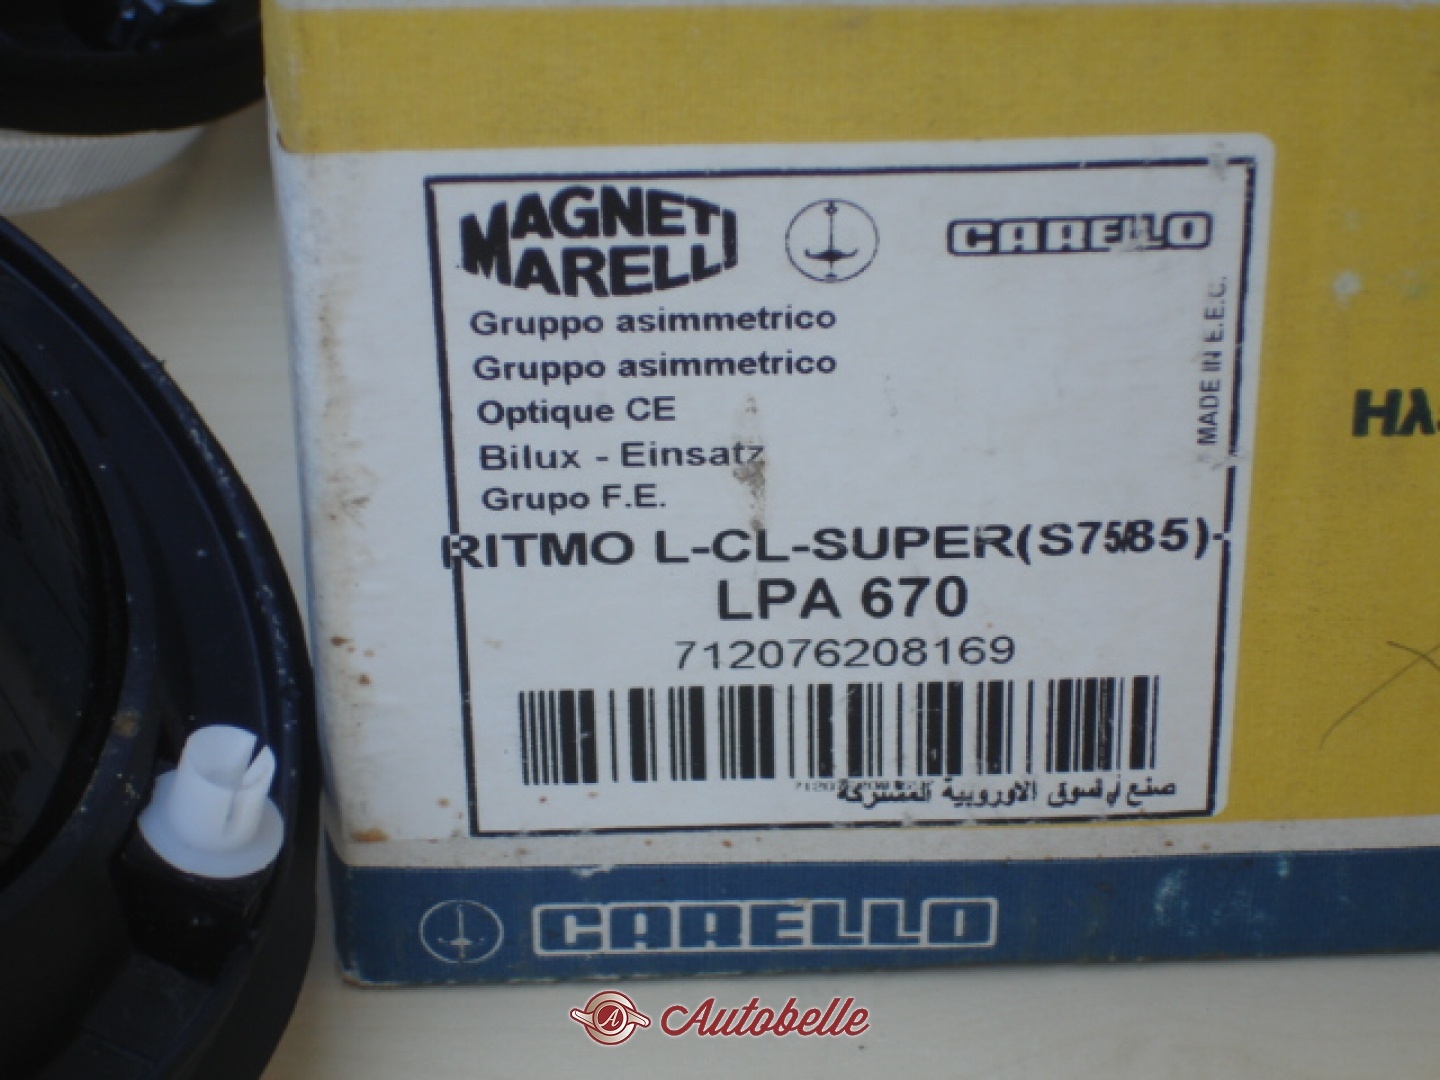 MAGNETI
MARELLI
CARELLO
Gruppo asimmetrico
Gruppo asimmetrico
Optique CE
Bilux - Einsatz
Grupo F.E.
MADE IN E.E.C.
RITMO L-CL-SUPER(S75/85)-
LPA 670
712076208169
صنع في السوق الاوروبية المشتركة
CARELLO
A Autobelle